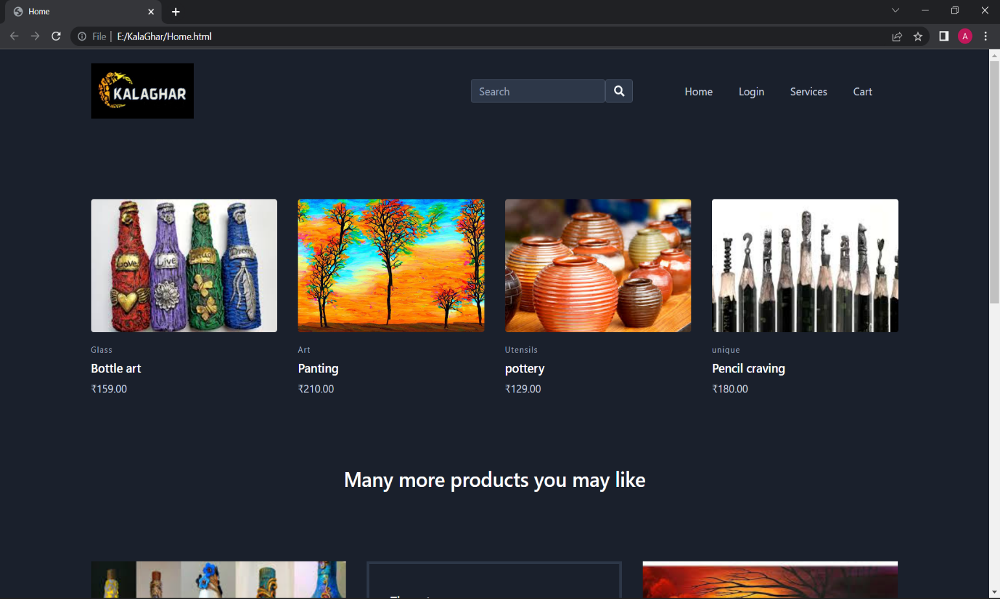 Home
File | E:/KalaGhar/Home.html
A
KALAGHAR
Search
Home Login Services Cart
Love Live Dream
Glass
Bottle art
₹159.00
Art
Panting
₹210.00
Utensils
pottery
₹129.00
unique
Pencil craving
₹180.00
Many more products you may like